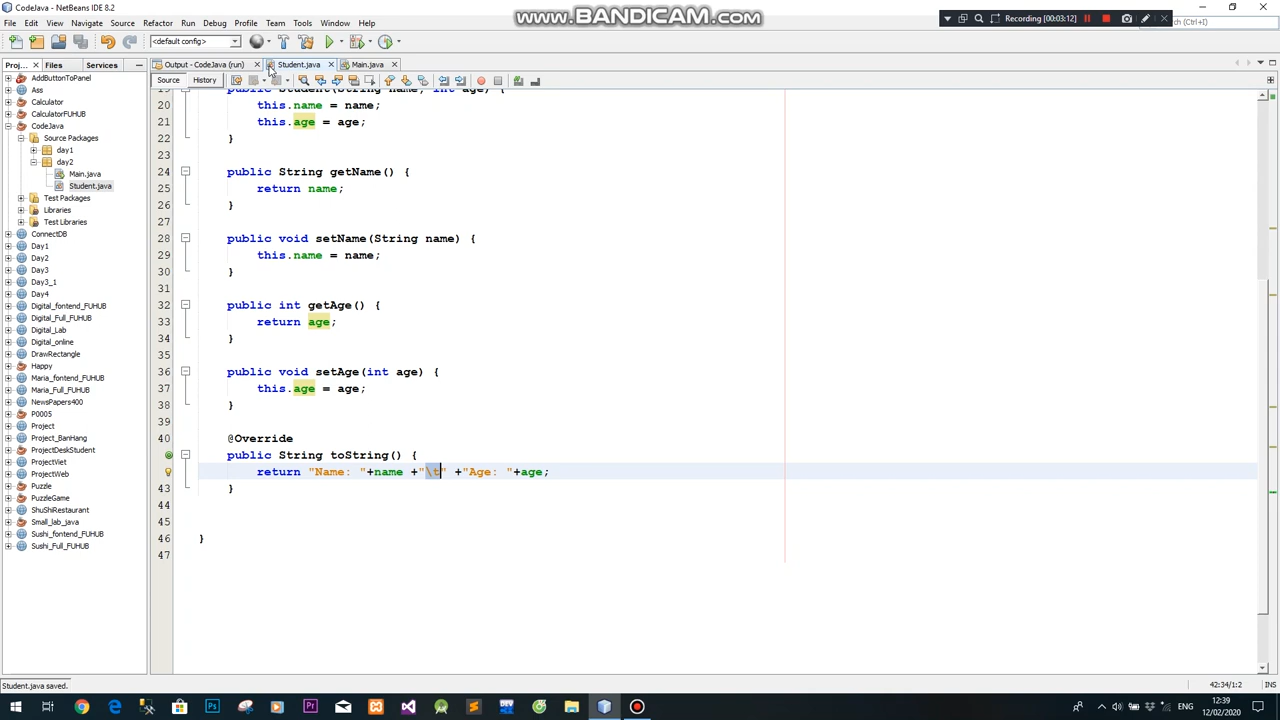 CodeJava - NetBeans IDE 8.2
www.BANDICAM.com
Recording [00:03:12]
File Edit View Navigate Source Refactor Run Debug Profile Team Tools Window Help
<default config>
Proj... Files Services
Output - CodeJava (run) Student.java Main.java
Source History
AddButtonToPanel
Ass
Calculator
CalculatorFUHUB
CodeJava
Source Packages
day1
day2
Main.java
Student.java
Test Packages
Libraries
Test Libraries
ConnectDB
Day1
Day2
Day3
Day3_1
Day4
Digital_fontend_FUHUB
Digital_Full_FUHUB
Digital_Lab
Digital_online
DrawRectangle
Happy
Maria_fontend_FUHUB
Maria_Full_FUHUB
NewsPapers400
P0005
Project
Project_BanHang
ProjectDeskStudent
ProjectViet
ProjectWeb
Puzzle
PuzzleGame
ShuShiRestaurant
Small_lab_java
Sushi_fontend_FUHUB
Sushi_Full_FUHUB
19 public Student(String name, int age) {
20 this.name = name;
21 this.age = age;
22 }
23
24 public String getName() {
25 return name;
26 }
27
28 public void setName(String name) {
29 this.name = name;
30 }
31
32 public int getAge() {
33 return age;
34 }
35
36 public void setAge(int age) {
37 this.age = age;
38 }
39
40 @Override
public String toString() {
return "Name: "+name +"\t" +"Age: "+age;
43 }
44
45
46 }
47
Student.java saved.
42:34/1:2 INS
ENG
12:39
12/02/2020